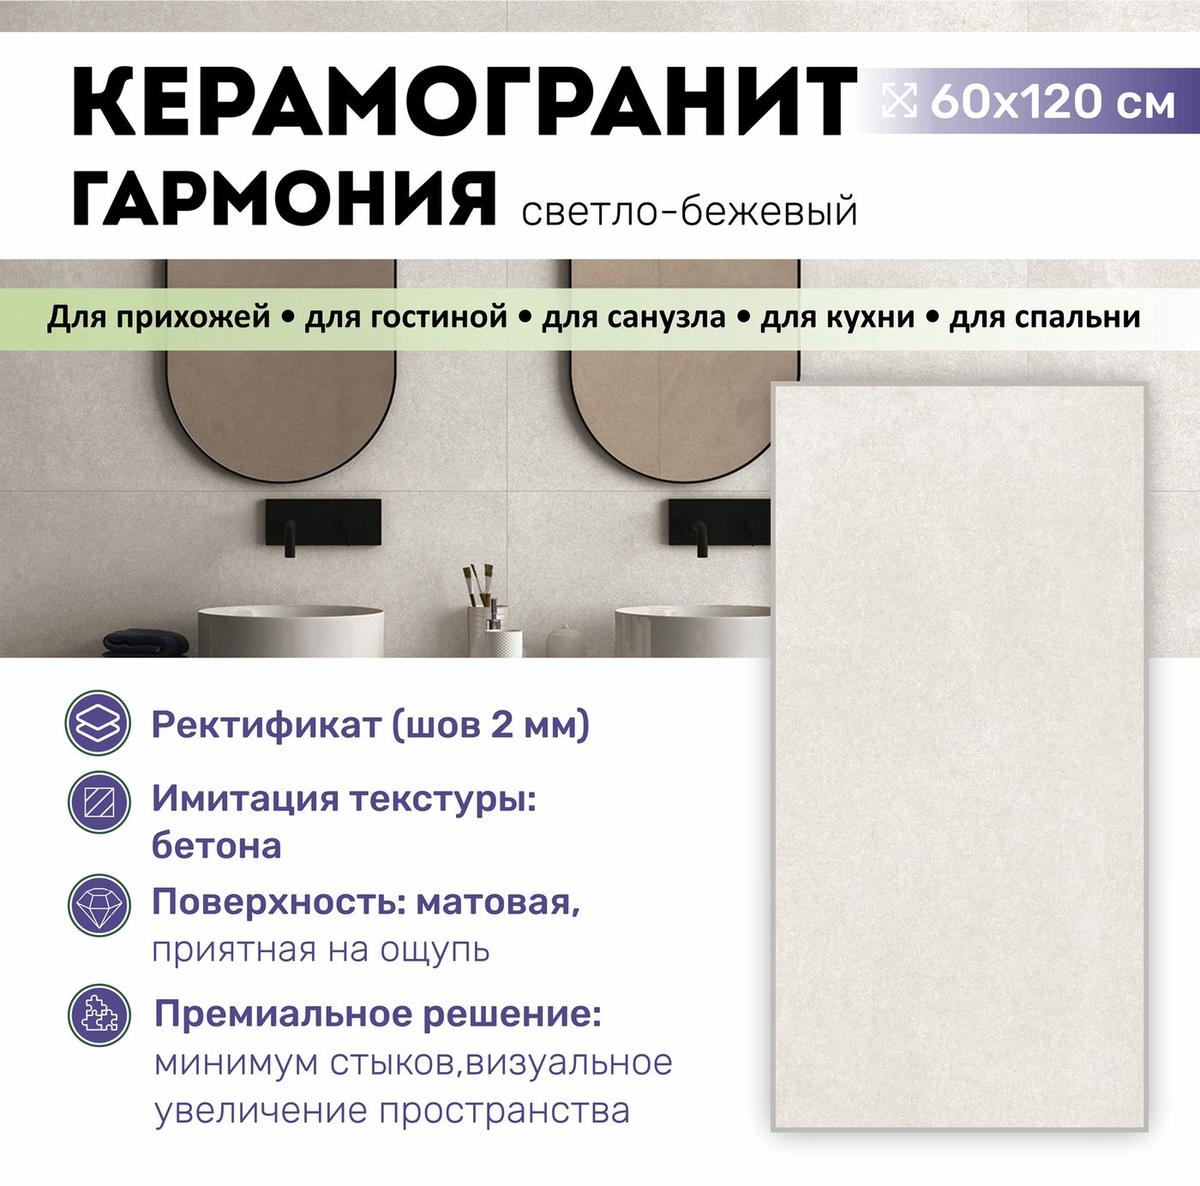 КЕРАМОГРАНИТ 60х120 см
ГАРМОНИЯ светло-бежевый
Для прихожей • для гостиной • для санузла • для кухни • для спальни
Ректификат (шов 2 мм)
Имитация текстуры:
бетона
Поверхность: матовая,
приятная на ощупь
Премиальное решение:
минимум стыков,визуальное
увеличение пространства